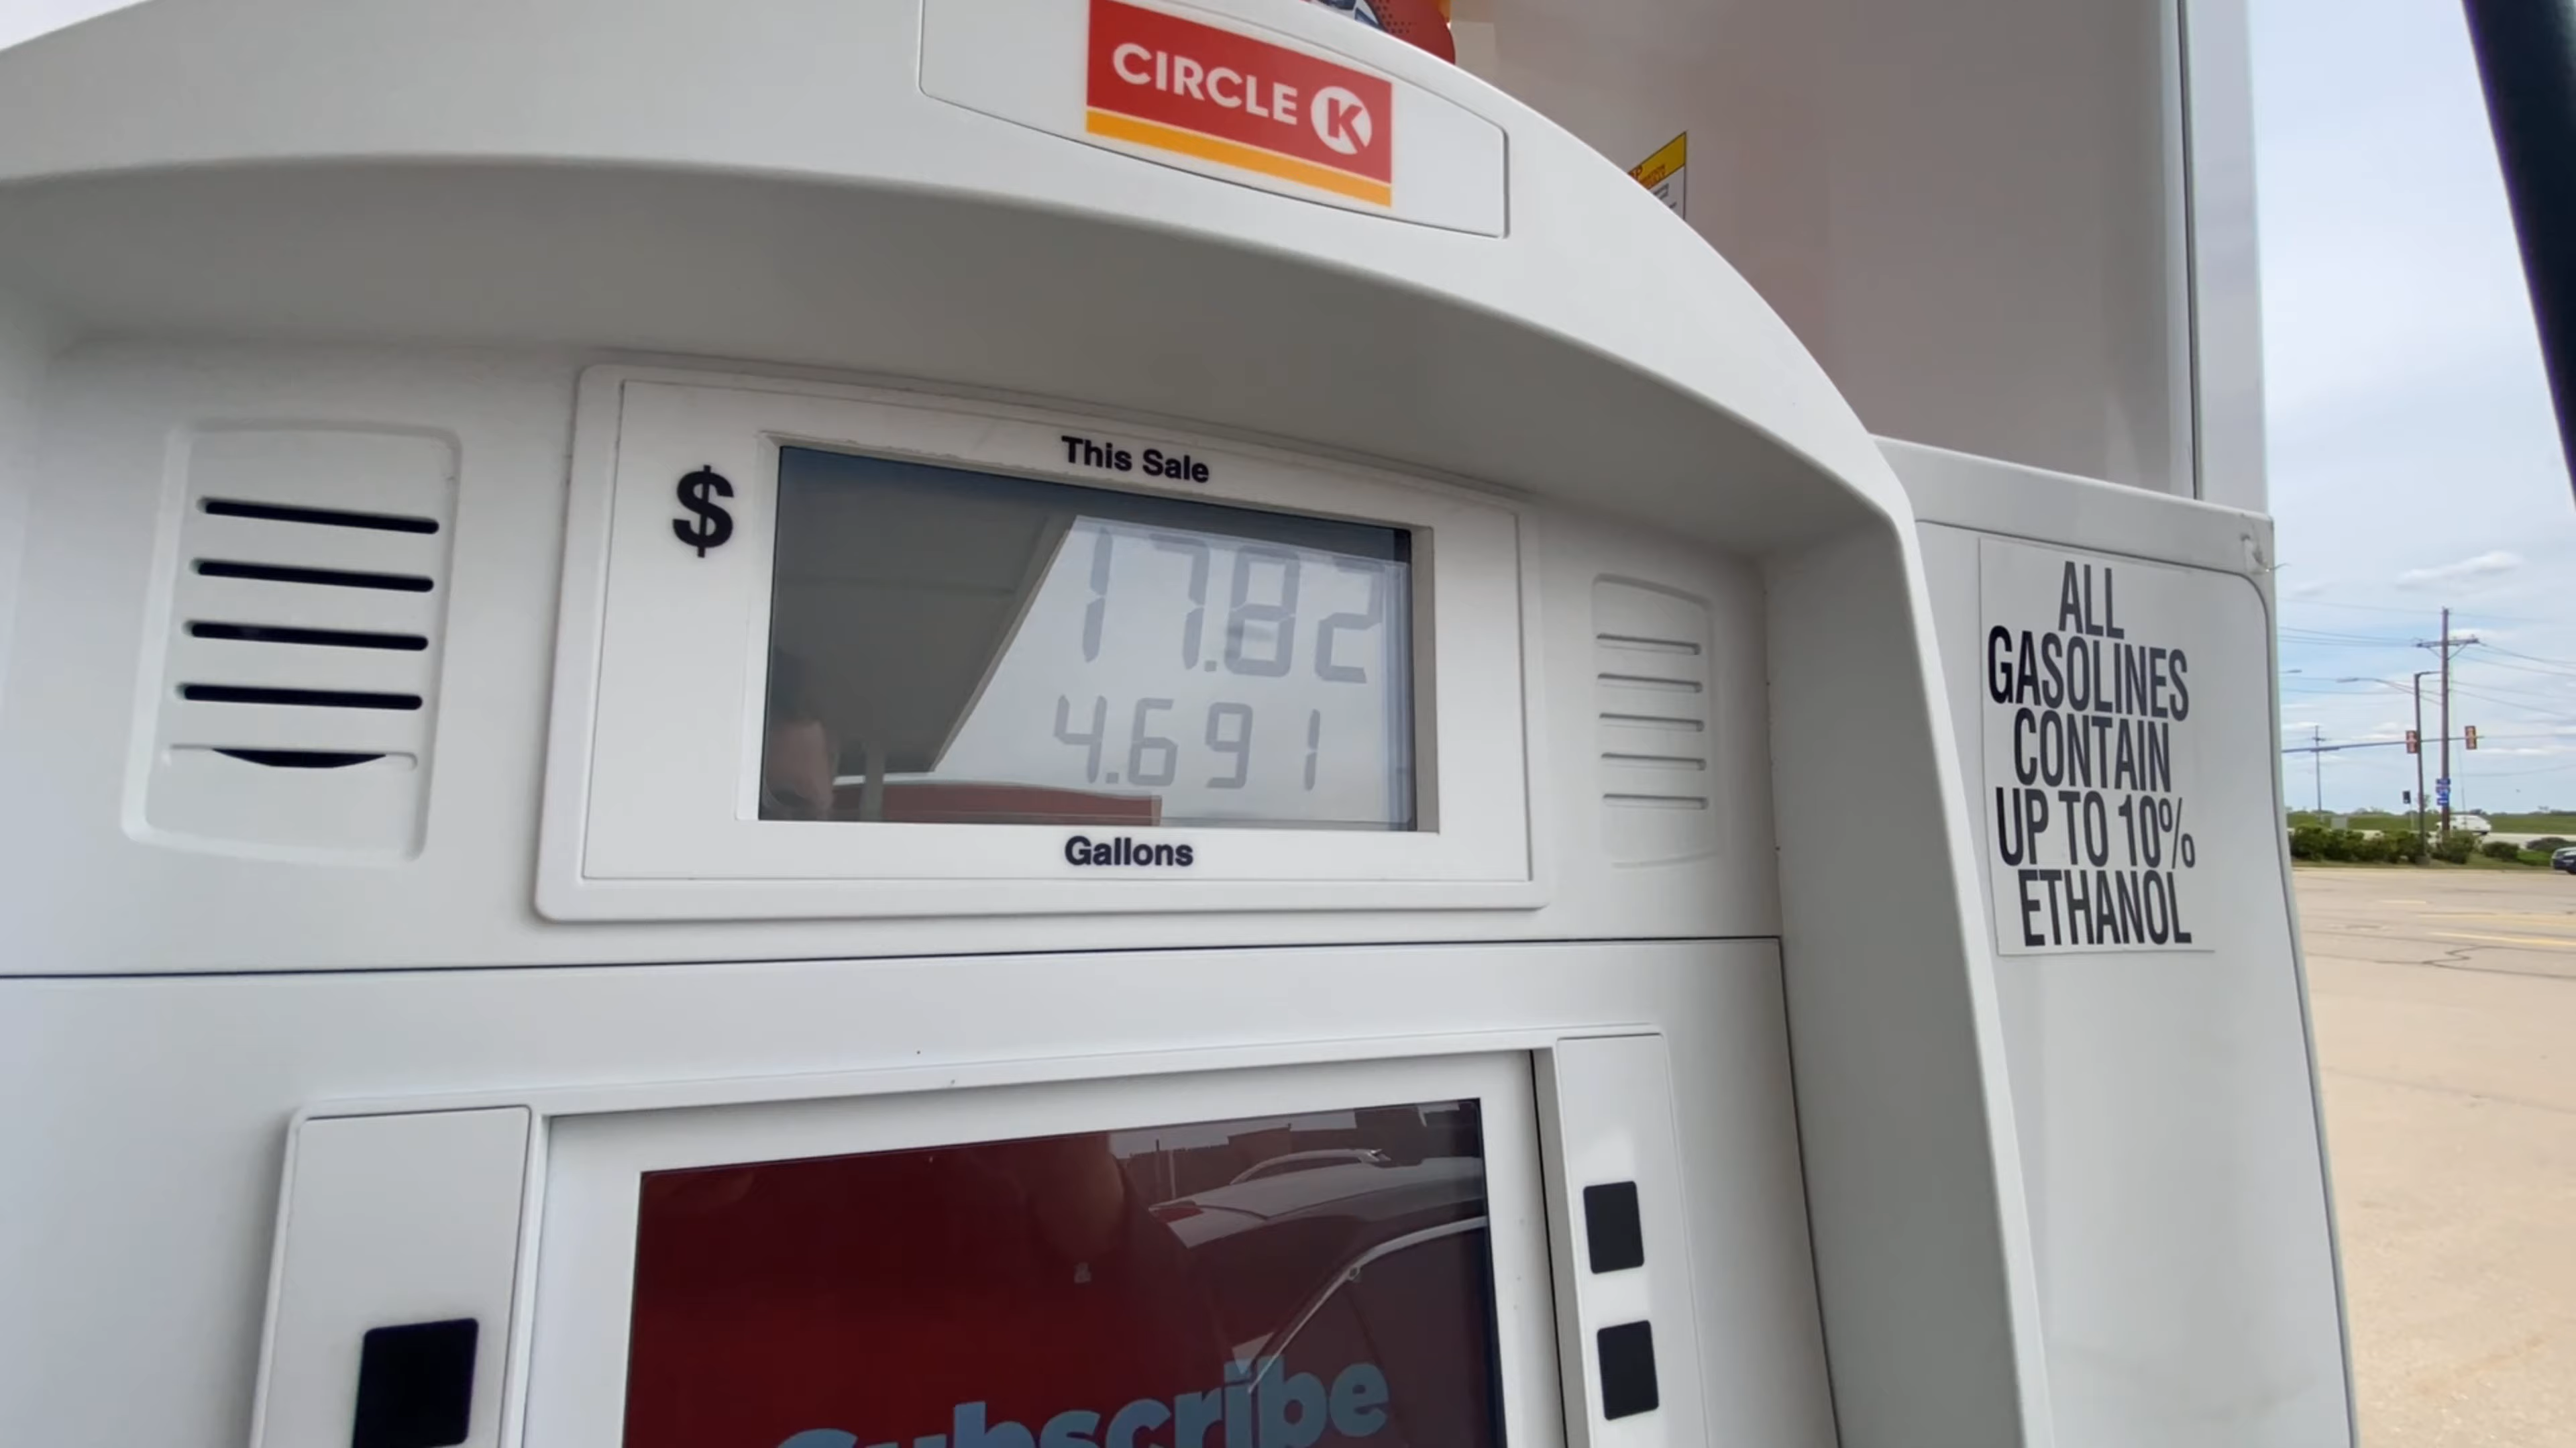 CIRCLE K
This Sale
$
17.82
4.691
Gallons
ALL
GASOLINES
CONTAIN
UP TO 10%
ETHANOL
Subscribe